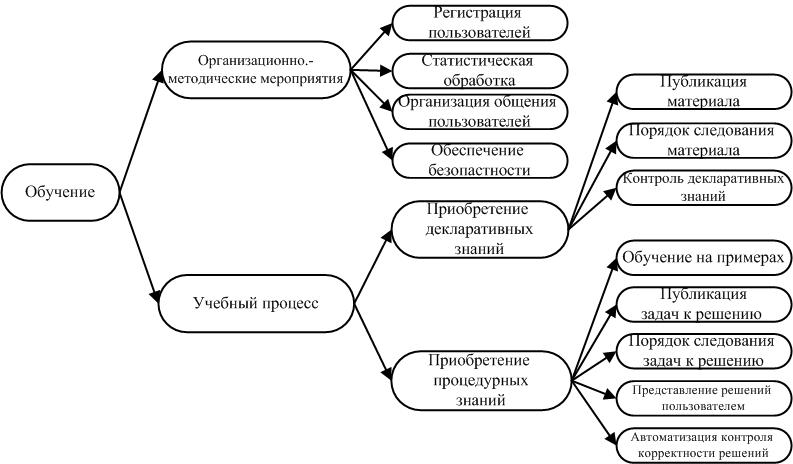 Обучение
Организационно.-
методические мероприятия
Регистрация
пользователей
Статистическая
обработка
Организация общения
пользователей
Обеспечение
безопастности
Учебный процесс
Приобретение
декларативных
знаний
Публикация
материала
Порядок следования
материала
Контроль декларативных
знаний
Приобретение
процедурных
знаний
Обучение на примерах
Публикация
задач к решению
Порядок следования
задач к решению
Представление решений
пользователем
Автоматизация контроля
корректности решений